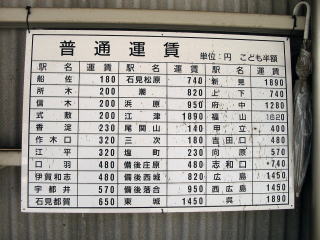 普通運賃
単位：円　こども半額
駅名 運賃 駅名 運賃 駅名 運賃
船佐 180 石見松原 740 新見 1890
所木 200 潮 820 上下 740
信木 200 浜原 950 府中 1280
式敷 200 江津 1890 福山 1620
香淀 230 尾関山 140 甲立 400
作木口 320 三次 180 吉田口 480
江平 320 塩町 230 向原 570
口羽 480 備後庄原 480 志和口 740
伊賀和志 480 備後西城 820 広島 1450
宇都井 570 備後落合 950 西広島 1450
石見都賀 650 東城 1450 呉 1890